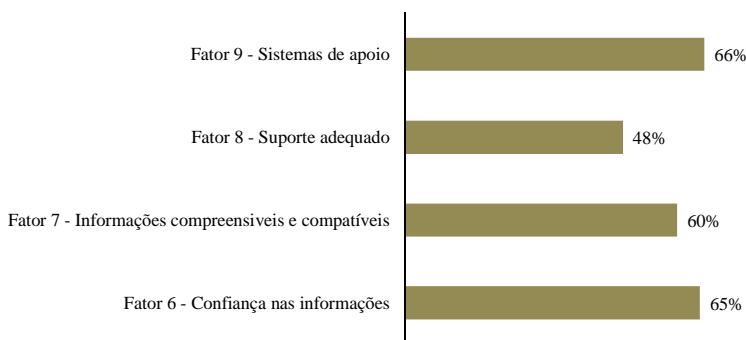 Fator 9 - Sistemas de apoio 66%
Fator 8 - Suporte adequado 48%
Fator 7 - Informações compreensiveis e compatíveis 60%
Fator 6 - Confiança nas informações 65%